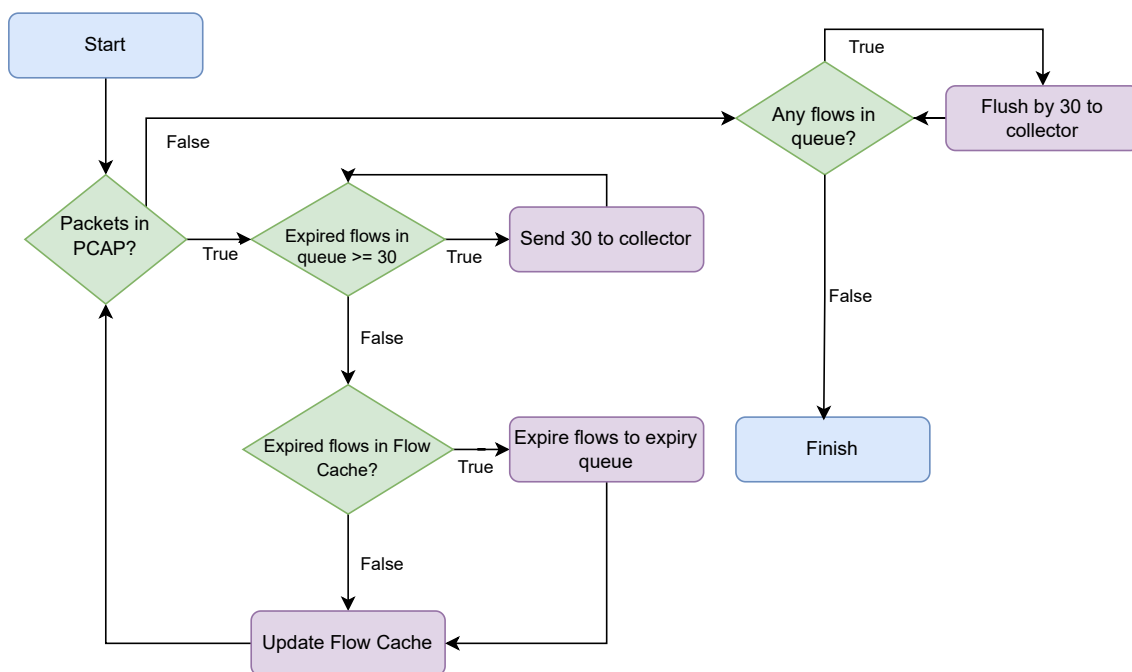 Start
True
Any flows in
queue?
Flush by 30 to
collector
False
Packets in
PCAP?
True
Expired flows in
queue >= 30
True
Send 30 to collector
False
False
Expired flows in Flow
Cache?
True
Expire flows to expiry
queue
Finish
False
Update Flow Cache